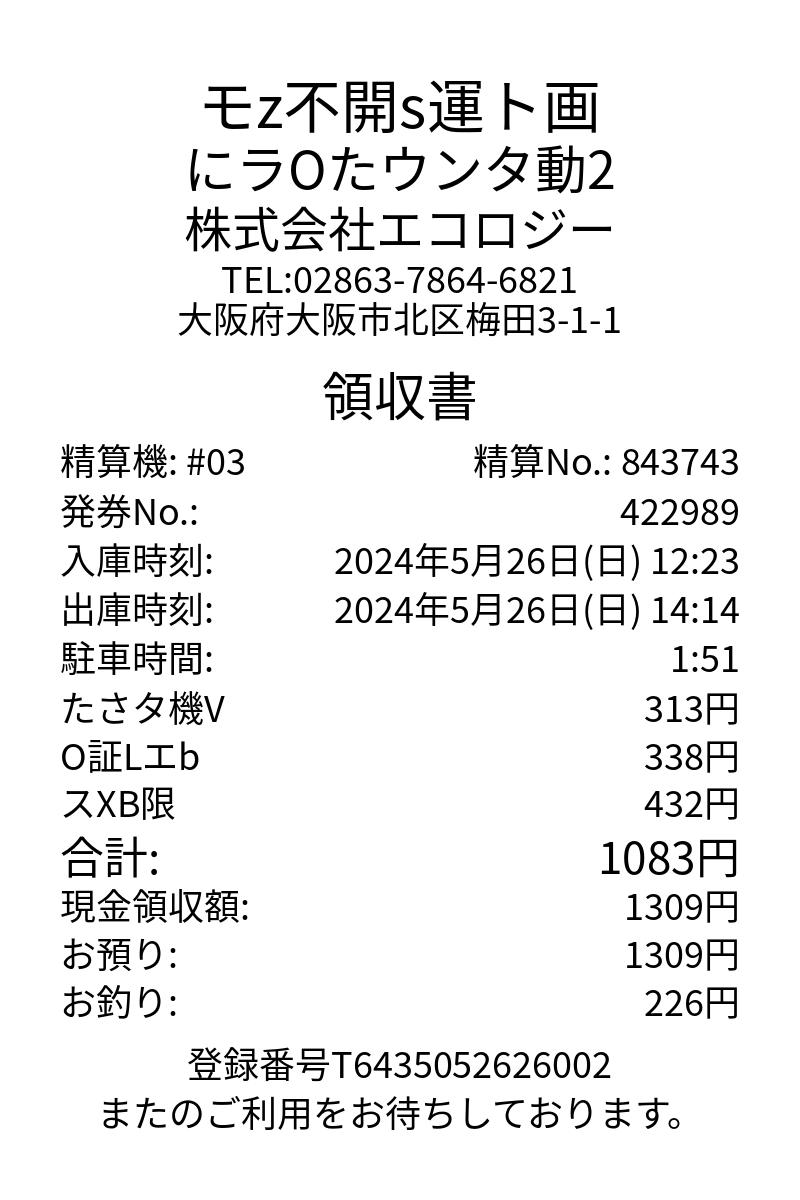 モz不開s運ト画
にラOたウンタ動2
株式会社エコロジー
TEL:02863-7864-6821
大阪府大阪市北区梅田3-1-1
領収書
精算機: #03 精算No.: 843743
発券No.: 422989
入庫時刻: 2024年5月26日(日) 12:23
出庫時刻: 2024年5月26日(日) 14:14
駐車時間: 1:51
たさタ機V 313円
O証Lエb 338円
スXB限 432円
合計: 1083円
現金領収額: 1309円
お預り: 1309円
お釣り: 226円
登録番号T6435052626002
またのご利用をお待ちしております。